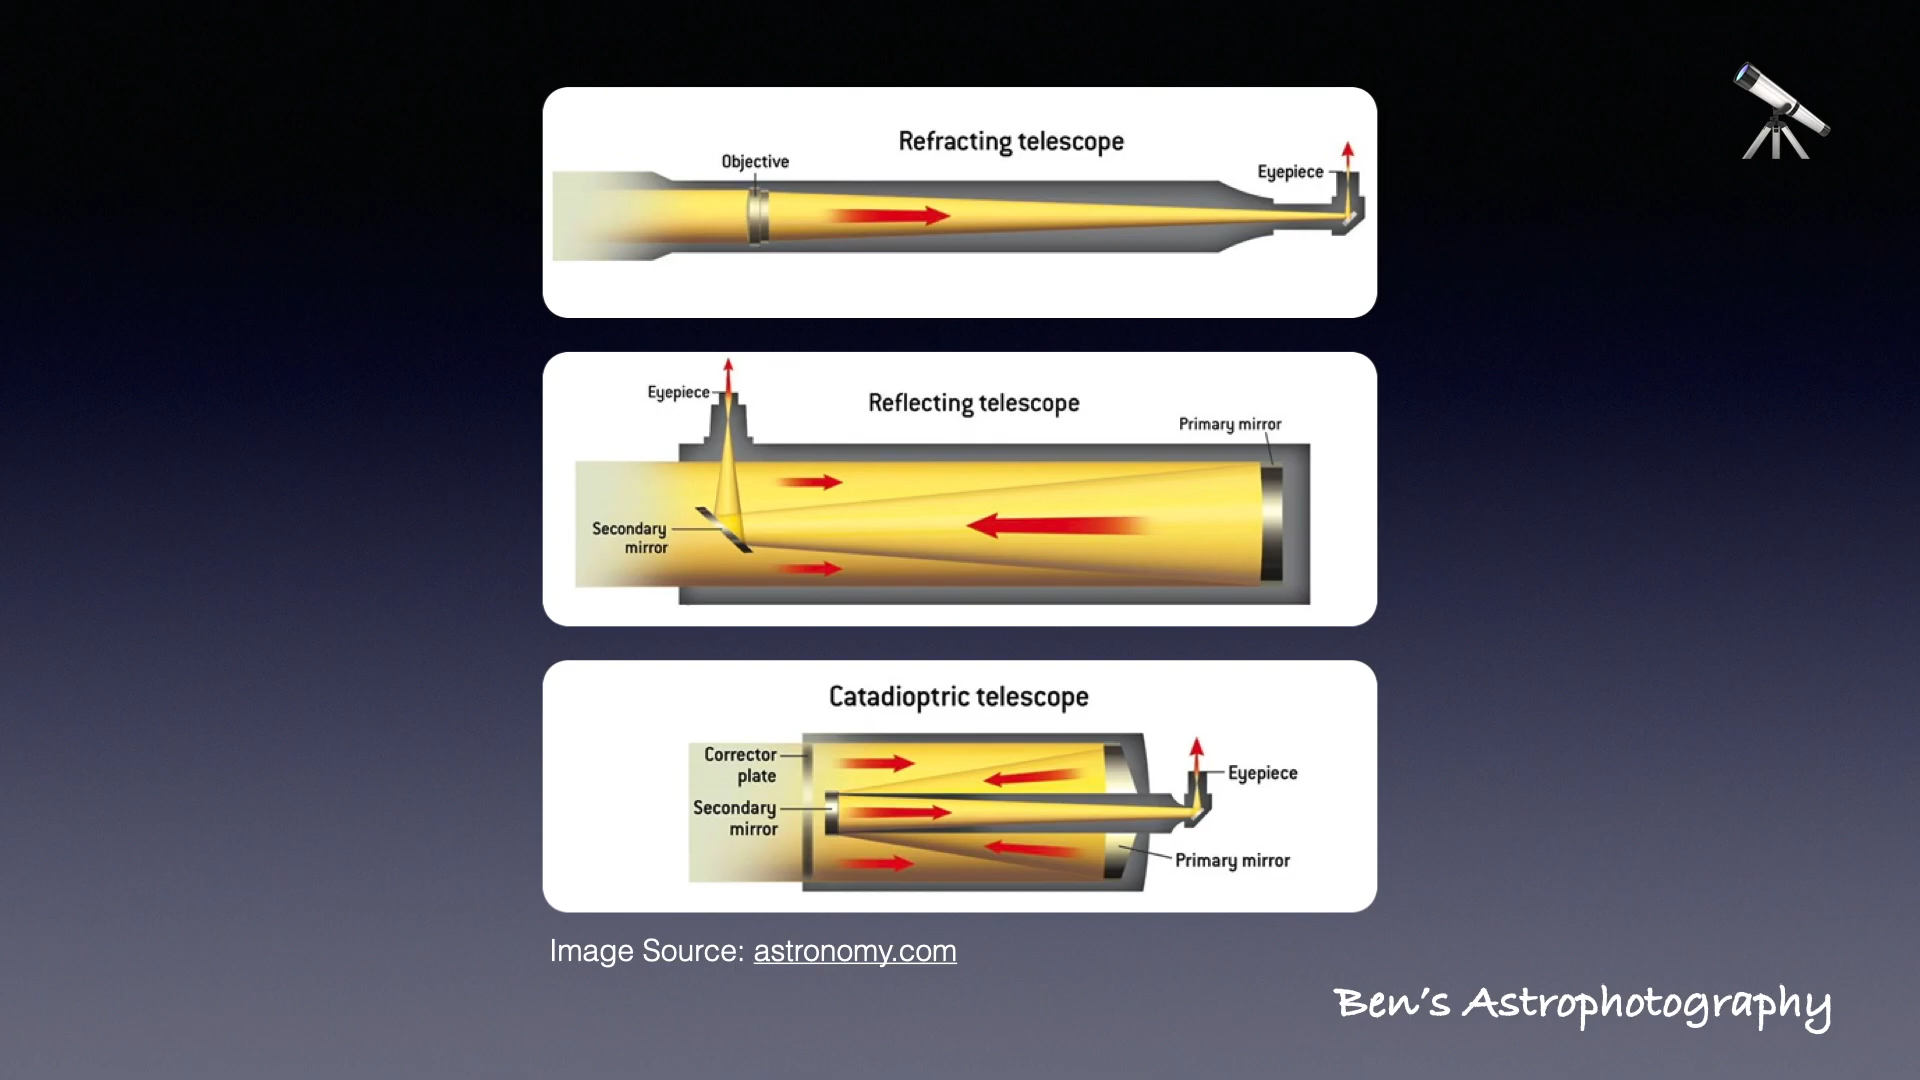 Refracting telescope
Objective
Eyepiece
Eyepiece
Reflecting telescope
Primary mirror
Secondary
mirror
Catadioptric telescope
Corrector
plate
Secondary
mirror
Eyepiece
Primary mirror
Image Source: astronomy.com
Ben's Astrophotography